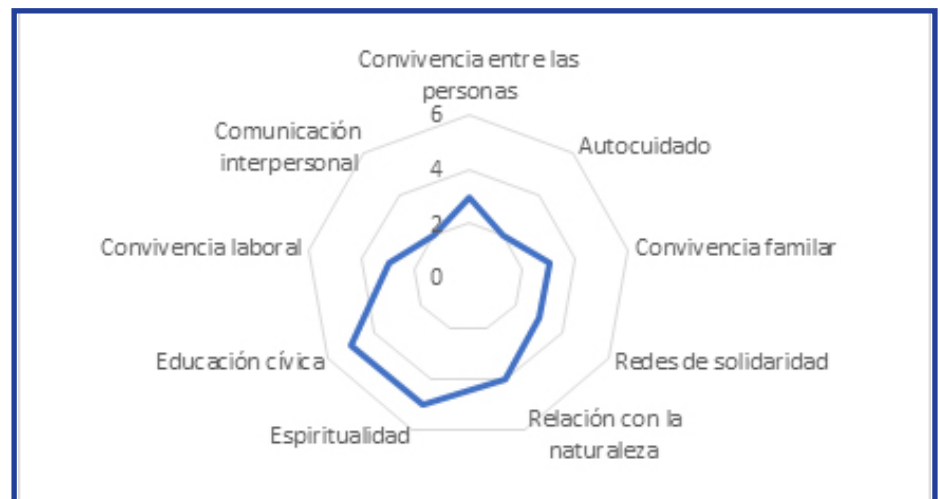 Convivencia entre las
personas
6
Comunicación
interpersonal
Autocuidado
4
2
Convivencia laboral
Convivencia familar
0
Educación cívica
Redes de solidaridad
Espiritualidad
Relación con la
naturaleza